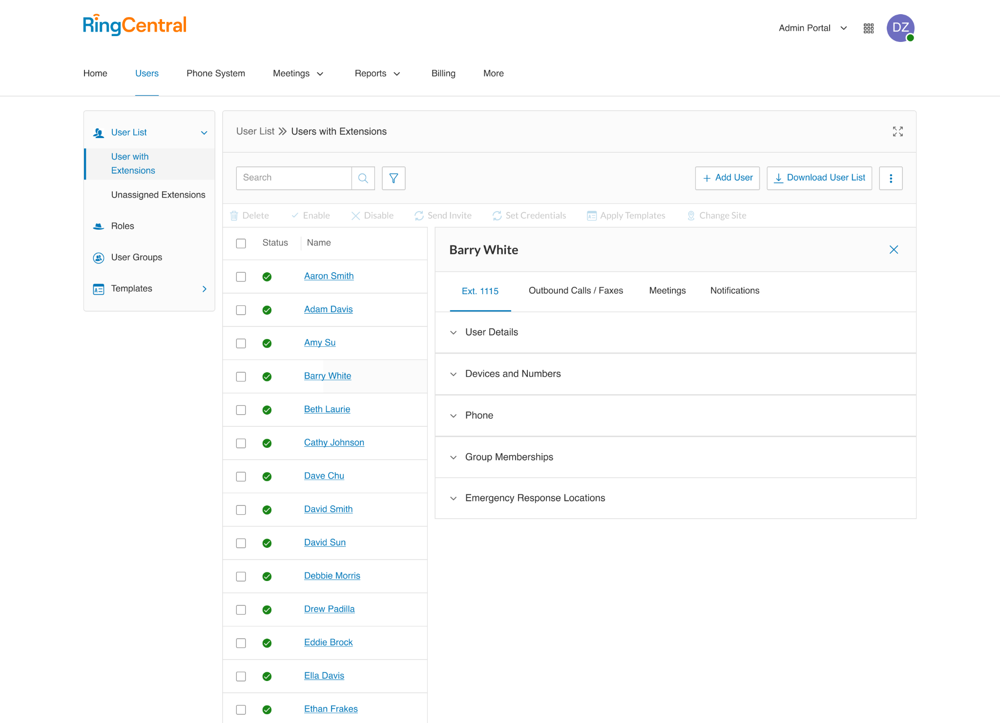 RingCentral
Admin Portal
DZ
Home
Users
Phone System
Meetings
Reports
Billing
More
User List
User with
Extensions
Unassigned Extensions
Roles
User Groups
Templates
User List
Users with Extensions
Search
Add User
Download User List
Delete
Enable
Disable
Send Invite
Set Credentials
Apply Templates
Change Site
Status
Name
Aaron Smith
Adam Davis
Amy Su
Barry White
Beth Laurie
Cathy Johnson
Dave Chu
David Smith
David Sun
Debbie Morris
Drew Padilla
Eddie Brock
Ella Davis
Ethan Frakes
Barry White
Ext. 1115
Outbound Calls / Faxes
Meetings
Notifications
User Details
Devices and Numbers
Phone
Group Memberships
Emergency Response Locations